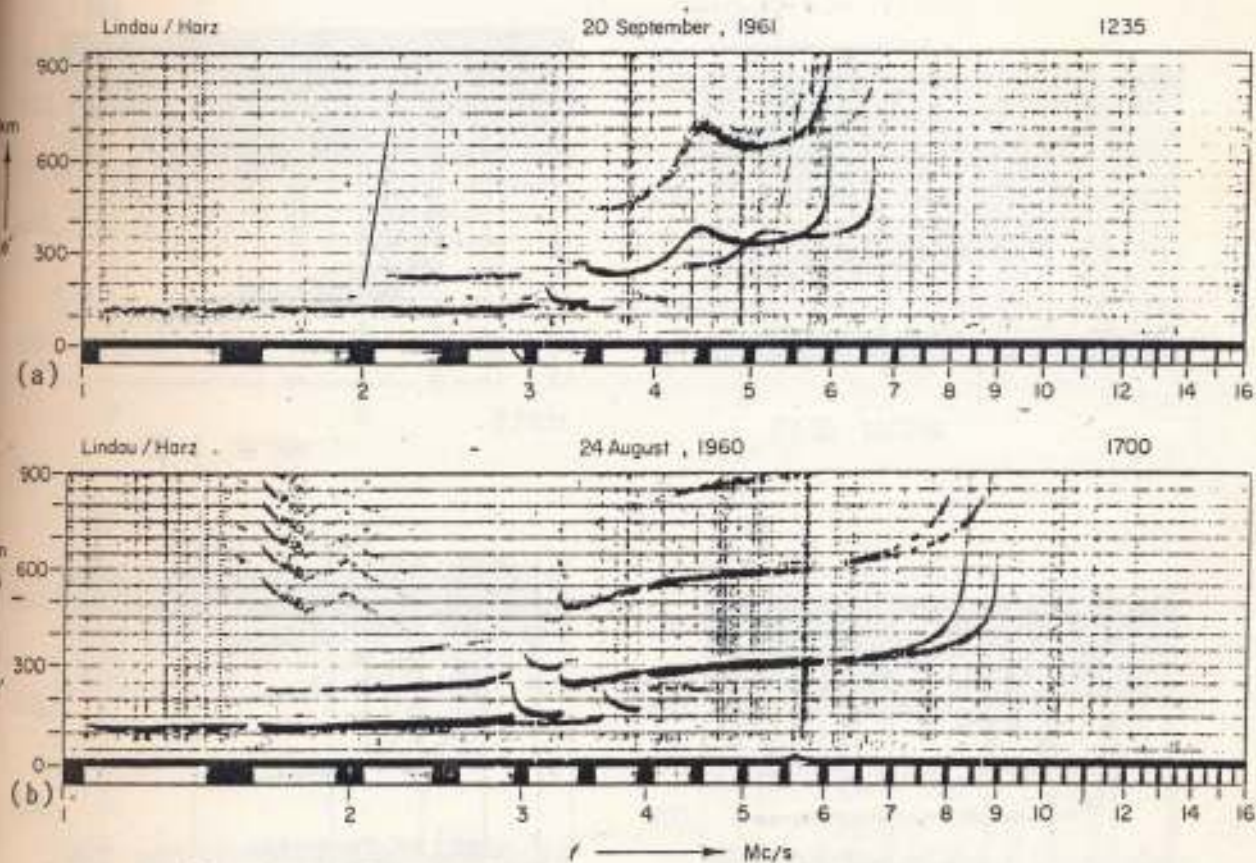 Lindau / Harz 20 September , 1961 1235
900
km
600
300
0
(a)
1 2 3 4 5 6 7 8 9 10 12 14 16
Lindau / Harz 24 August , 1960 1700
900
600
300
0
(b)
1 2 3 4 5 6 7 8 9 10 12 14 16
f Mc/s